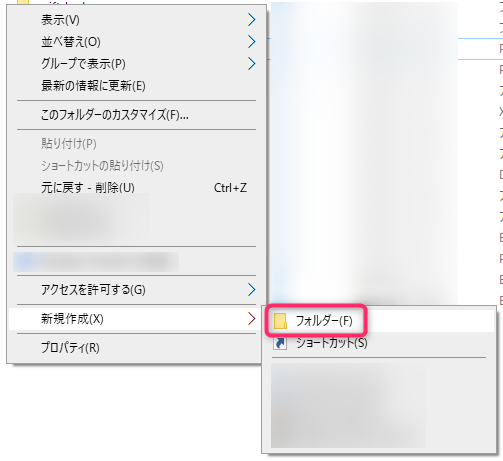 表示(V)
並べ替え(O)
グループで表示(P)
最新の情報に更新(E)
このフォルダーのカスタマイズ(F)...
貼り付け(P)
ショートカットの貼り付け(S)
元に戻す - 削除(U) Ctrl+Z
アクセスを許可する(G)
新規作成(X)
フォルダー(F)
ショートカット(S)
プロパティ(R)